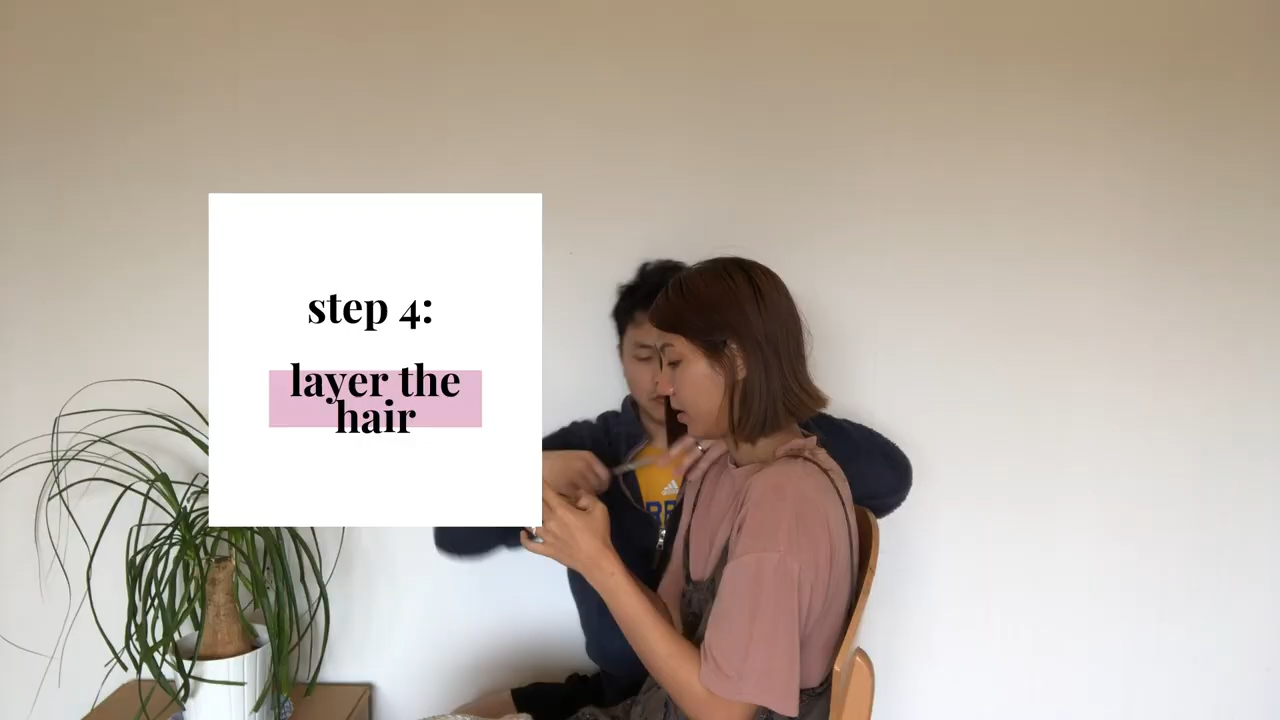 step 4:
layer the
hair